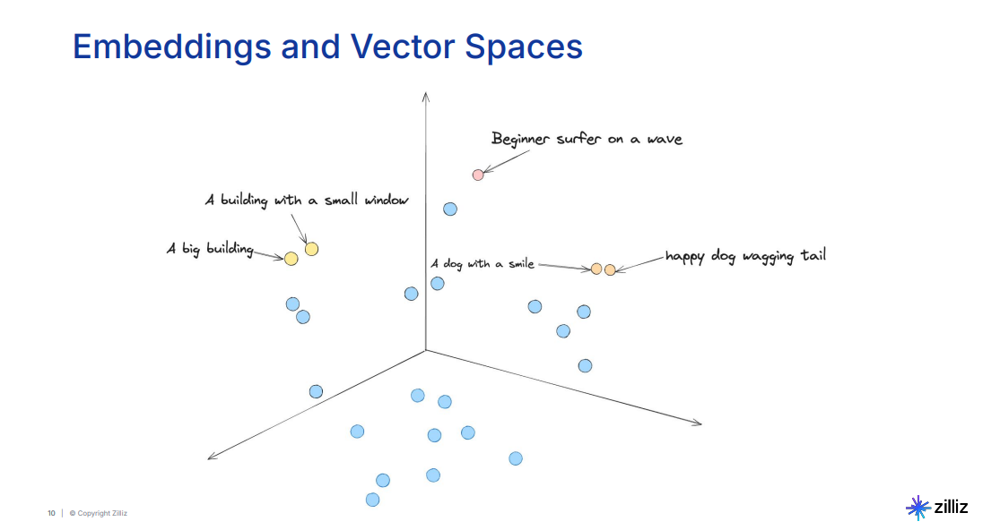 Embeddings and Vector Spaces
Beginner surfer on a wave
A building with a small window
A big building
A dog with a smile
happy dog wagging tail
10 | © Copyright Zilliz
zilliz